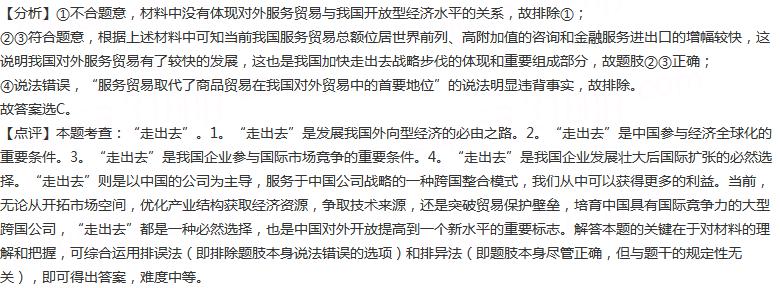 【分析】①不合题意，材料中没有体现对外服务贸易与我国开放型经济水平的关系，故排除①；
②③符合题意，根据上述材料中可知当前我国服务贸易总额位居世界前列、高附加值的咨询和金融服务进出口的增幅较快，这
说明我国对外服务贸易有了较快的发展，这也是我国加快走出去战略步伐的体现和重要组成部分，故题肢②③正确；
④说法错误，“服务贸易取代了商品贸易在我国对外贸易中的首要地位”的说法明显违背事实，故排除。
故答案选C。
【点评】本题考查：“走出去”。1。“走出去”是发展我国外向型经济的必由之路。2。“走出去”是中国参与经济全球化的
重要条件。3。“走出去”是我国企业参与国际市场竞争的重要条件。4。“走出去”是我国企业发展壮大后国际扩张的必然选
择。“走出去”则是以中国的公司为主导，服务于中国公司战略的一种跨国整合模式，我们从中可以获得更多的利益。当前，
无论从开拓市场空间，优化产业结构获取经济资源，争取技术来源，还是突破贸易保护壁垒，培育中国具有国际竞争力的大型
跨国公司，“走出去”都是一种必然选择，也是中国对外开放提高到一个新水平的重要标志。解答本题的关键在于对材料的理
解和把握，可综合运用排误法（即排除题肢本身说法错误的选项）和排异法（即题肢本身尽管正确，但与题干的规定性无
关），即可得出答案，难度中等。